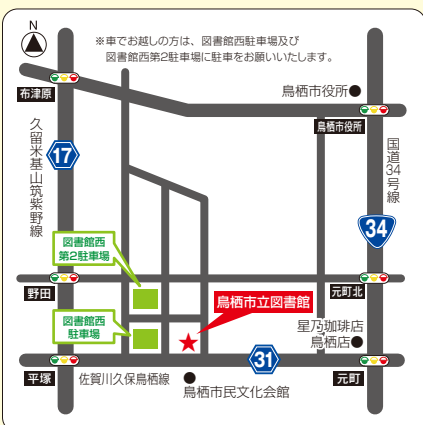 N
※車でお越しの方は、図書館西駐車場及び
図書館西第2駐車場に駐車をお願いいたします。
鳥栖市役所
布津原
鳥栖市役所
久留米基山筑紫野線
17
国道34号線
34
図書館西
第2駐車場
野田
元町北
鳥栖市立図書館
図書館西
駐車場
星乃珈琲店
鳥栖店
31
平塚
佐賀川久保鳥栖線
元町
鳥栖市民文化会館